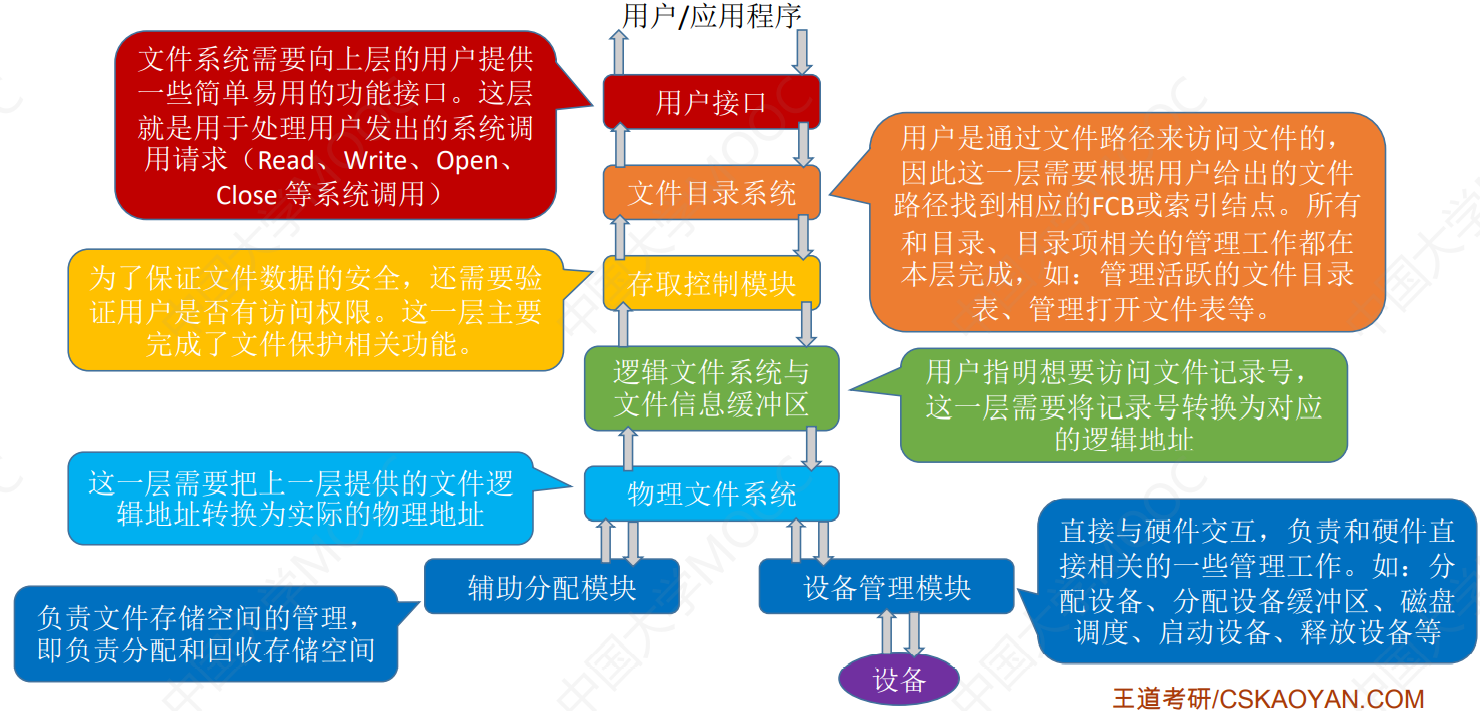 用户/应用程序
文件系统需要向上层的用户提供
一些简单易用的功能接口。这层
就是用于处理用户发出的系统调
用请求（Read、Write、Open、
Close 等系统调用）
用户接口
用户是通过文件路径来访问文件的，
因此这一层需要根据用户给出的文件
路径找到相应的FCB或索引结点。所有
和目录、目录项相关的管理工作都在
本层完成，如：管理活跃的文件目录
表、管理打开文件表等。
文件目录系统
为了保证文件数据的安全，还需要验
证用户是否有访问权限。这一层主要
完成了文件保护相关功能。
存取控制模块
逻辑文件系统与
文件信息缓冲区
用户指明想要访问文件记录号，
这一层需要将记录号转换为对应
的逻辑地址
这一层需要把上一层提供的文件逻
辑地址转换为实际的物理地址
物理文件系统
直接与硬件交互，负责和硬件直
接相关的一些管理工作。如：分
配设备、分配设备缓冲区、磁盘
调度、启动设备、释放设备等
辅助分配模块
设备管理模块
负责文件存储空间的管理，
即负责分配和回收存储空间
设备
王道考研/CSKAOYAN.COM
中国大学MOOC